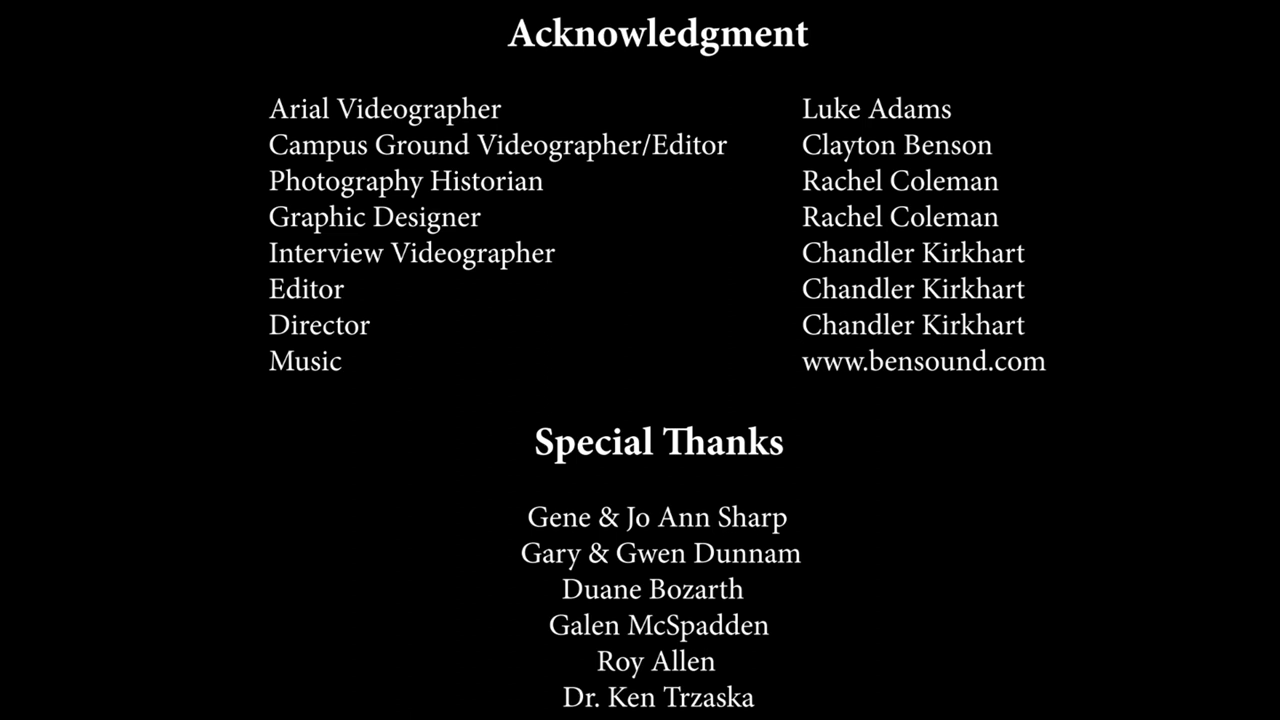 Acknowledgment
Arial Videographer Luke Adams
Campus Ground Videographer/Editor Clayton Benson
Photography Historian Rachel Coleman
Graphic Designer Rachel Coleman
Interview Videographer Chandler Kirkhart
Editor Chandler Kirkhart
Director Chandler Kirkhart
Music www.bensound.com
Special Thanks
Gene & Jo Ann Sharp
Gary & Gwen Dunnam
Duane Bozarth
Galen McSpadden
Roy Allen
Dr. Ken Trzaska